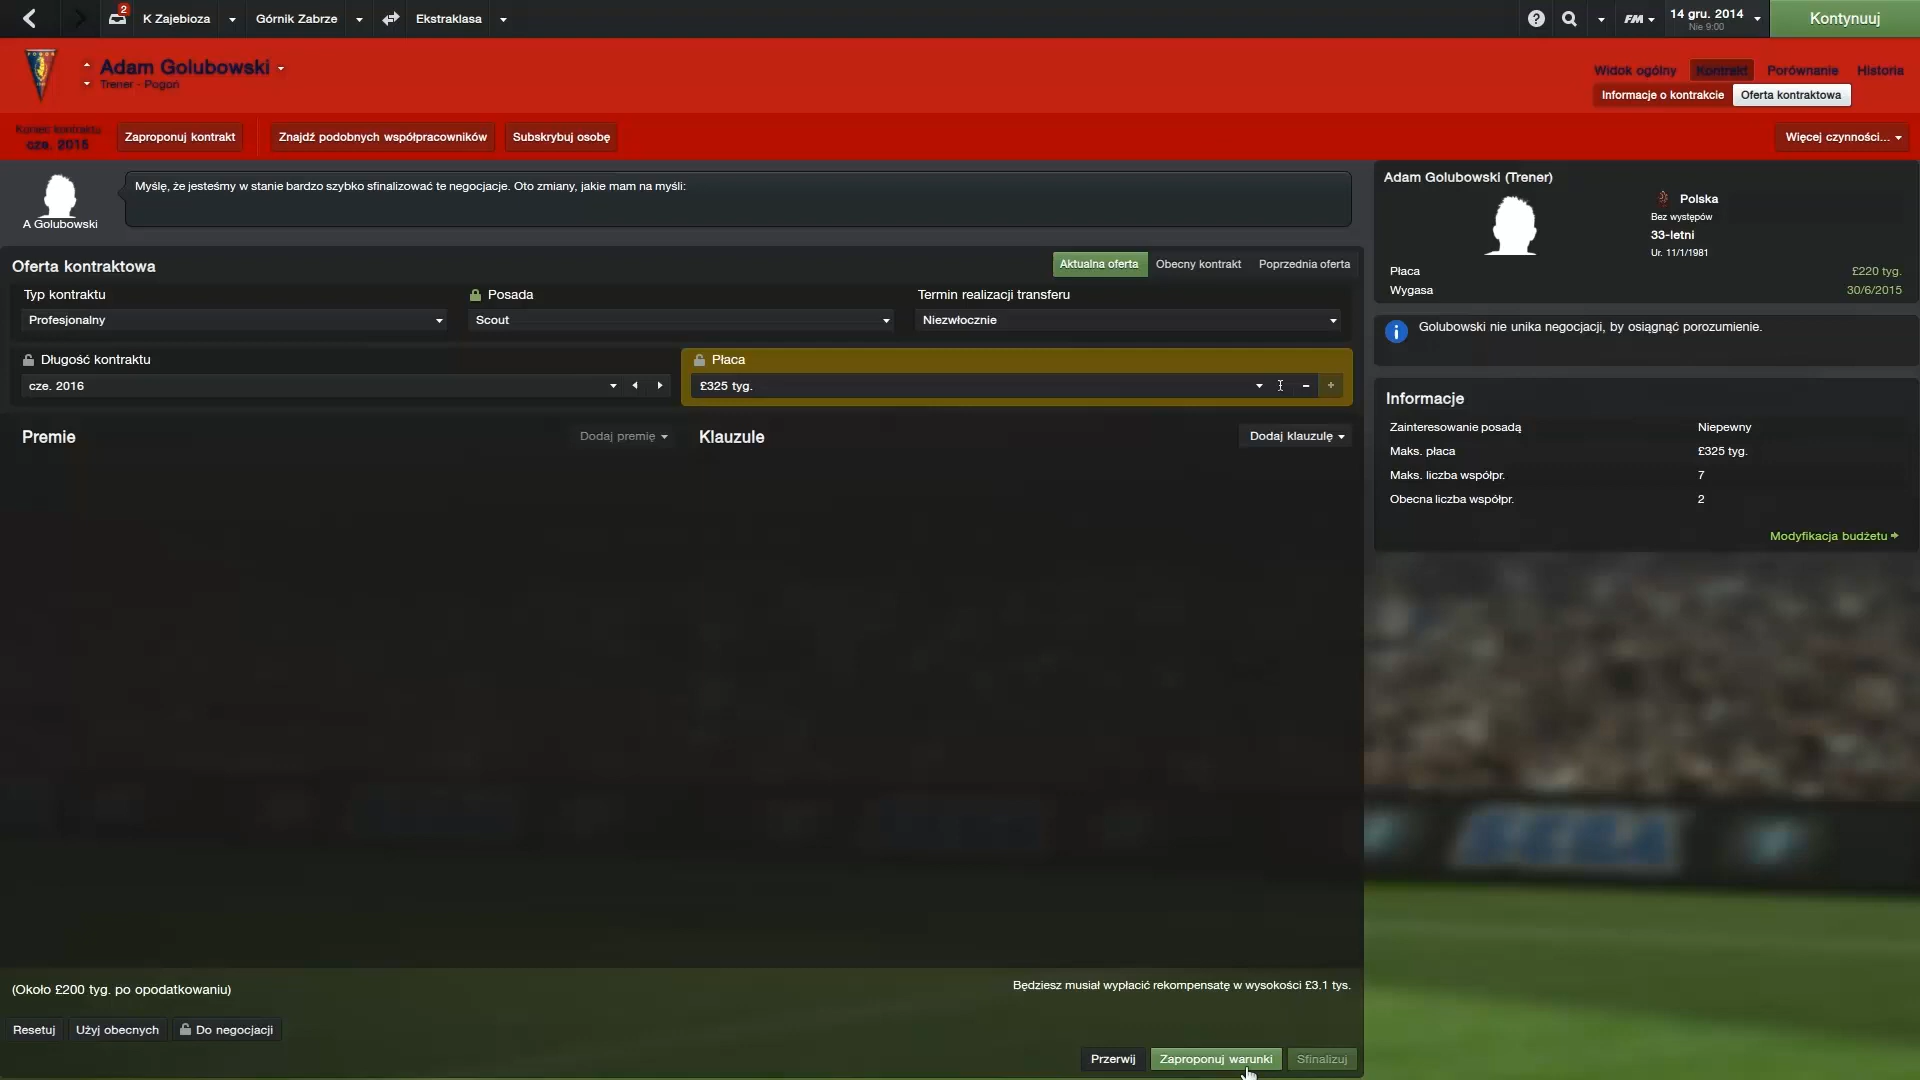 2
K Zajebioza
Górnik Zabrze
Ekstraklasa
FM
14 gru. 2014
Nie 9:00
Kontynuuj
Adam Golubowski
Trener - Pogoń
Widok ogólny
Kontrakt
Porównanie
Historia
Informacje o kontrakcie
Oferta kontraktowa
Koniec kontraktu
cze. 2015
Zaproponuj kontrakt
Znajdź podobnych współpracowników
Subskrybuj osobę
Więcej czynności...
A Golubowski
Myślę, że jesteśmy w stanie bardzo szybko sfinalizować te negocjacje. Oto zmiany, jakie mam na myśli:
Adam Golubowski (Trener)
Polska
Bez występów
33-letni
Ur. 11/1/1981
Płaca
£220 tyg.
Wygasa
30/6/2015
Golubowski nie unika negocjacji, by osiągnąć porozumienie.
Oferta kontraktowa
Aktualna oferta
Obecny kontrakt
Poprzednia oferta
Typ kontraktu
Posada
Termin realizacji transferu
Profesjonalny
Scout
Niezwłocznie
Długość kontraktu
Płaca
cze. 2016
£325 tyg.
Premie
Dodaj premię
Klauzule
Dodaj klauzulę
Informacje
Zainteresowanie posadą
Niepewny
Maks. płaca
£325 tyg.
Maks. liczba współpr.
7
Obecna liczba współpr.
2
Modyfikacja budżetu
(Około £200 tyg. po opodatkowaniu)
Będziesz musiał wypłacić rekompensatę w wysokości £3.1 tys.
Resetuj
Użyj obecnych
Do negocjacji
Przerwij
Zaproponuj warunki
Sfinalizuj